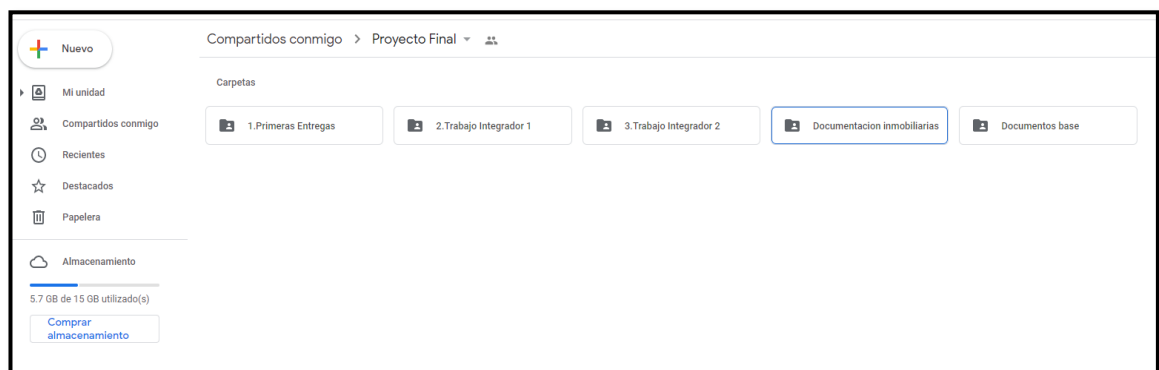 Nuevo
Compartidos conmigo > Proyecto Final
Mi unidad
Compartidos conmigo
Recientes
Destacados
Papelera
Almacenamiento
5.7 GB de 15 GB utilizado(s)
Comprar
almacenamiento
Carpetas
1.Primeras Entregas
2.Trabajo Integrador 1
3.Trabajo Integrador 2
Documentacion inmobiliarias
Documentos base